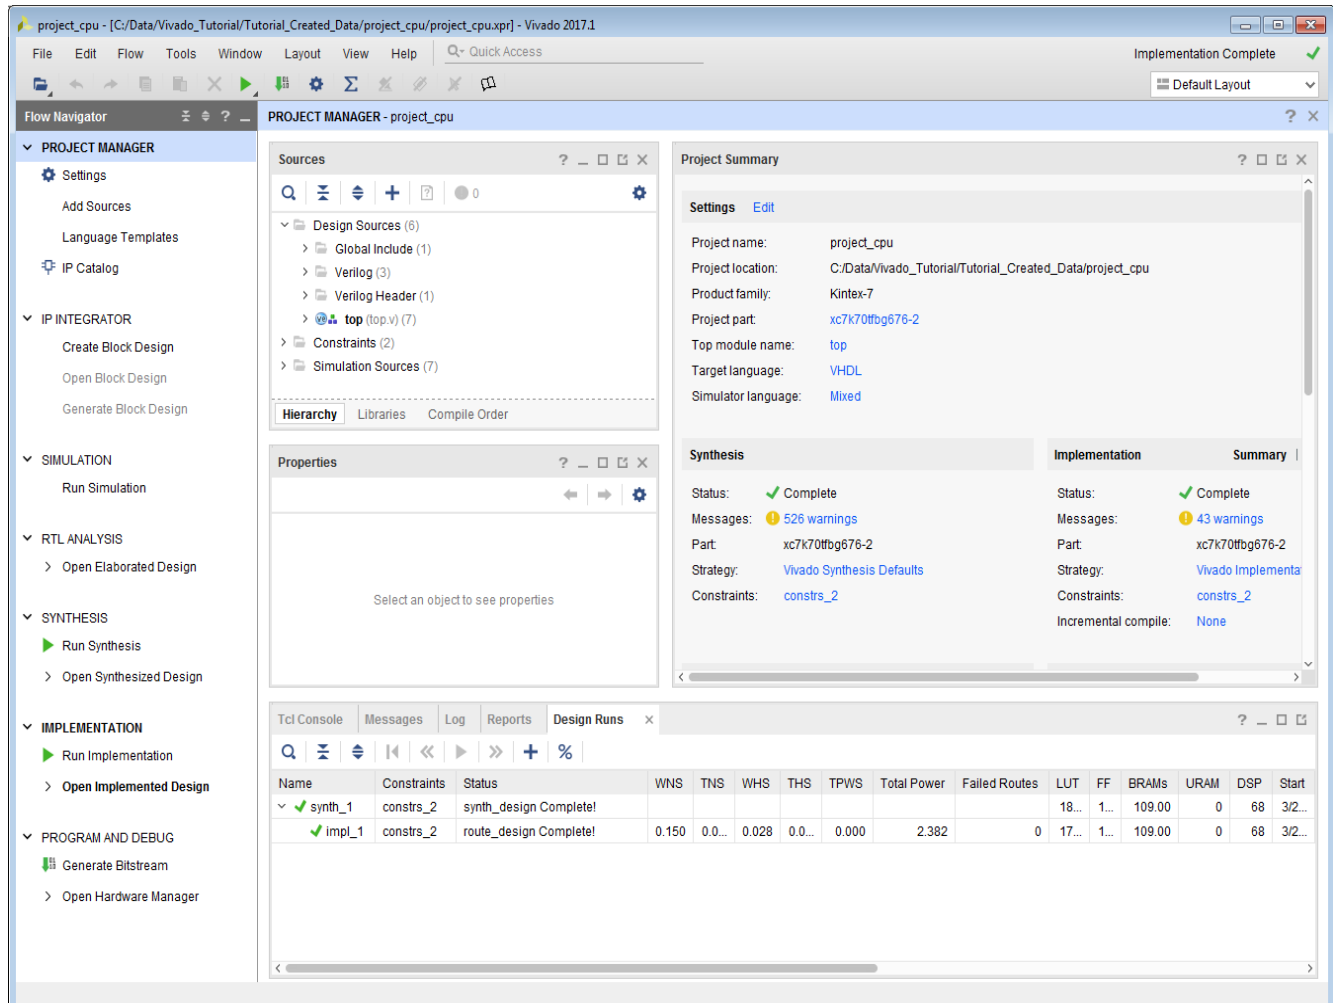 project_cpu - [C:/Data/Vivado_Tutorial/Tutorial_Created_Data/project_cpu/project_cpu.xpr] - Vivado 2017.1
File Edit Flow Tools Window Layout View Help Quick Access Implementation Complete
Default Layout
Flow Navigator
PROJECT MANAGER
Settings
Add Sources
Language Templates
IP Catalog
IP INTEGRATOR
Create Block Design
Open Block Design
Generate Block Design
SIMULATION
Run Simulation
RTL ANALYSIS
Open Elaborated Design
SYNTHESIS
Run Synthesis
Open Synthesized Design
IMPLEMENTATION
Run Implementation
Open Implemented Design
PROGRAM AND DEBUG
Generate Bitstream
Open Hardware Manager
PROJECT MANAGER - project_cpu
Sources
0
Design Sources (6)
Global Include (1)
Verilog (3)
Verilog Header (1)
top (top.v) (7)
Constraints (2)
Simulation Sources (7)
Hierarchy Libraries Compile Order
Properties
Select an object to see properties
Project Summary
Settings Edit
Project name: project_cpu
Project location: C:/Data/Vivado_Tutorial/Tutorial_Created_Data/project_cpu
Product family: Kintex-7
Project part: xc7k70tfbg676-2
Top module name: top
Target language: VHDL
Simulator language: Mixed
Synthesis
Status: Complete
Messages: 526 warnings
Part: xc7k70tfbg676-2
Strategy: Vivado Synthesis Defaults
Constraints: constrs_2
Implementation Summary
Status: Complete
Messages: 43 warnings
Part: xc7k70tfbg676-2
Strategy: Vivado Implementa
Constraints: constrs_2
Incremental compile: None
Tcl Console Messages Log Reports Design Runs
Name Constraints Status WNS TNS WHS THS TPWS Total Power Failed Routes LUT FF BRAMs URAM DSP Start
synth_1 constrs_2 synth_design Complete! 18... 1... 109.00 0 68 3/2...
impl_1 constrs_2 route_design Complete! 0.150 0.0... 0.028 0.0... 0.000 2.382 0 17... 1... 109.00 0 68 3/2...